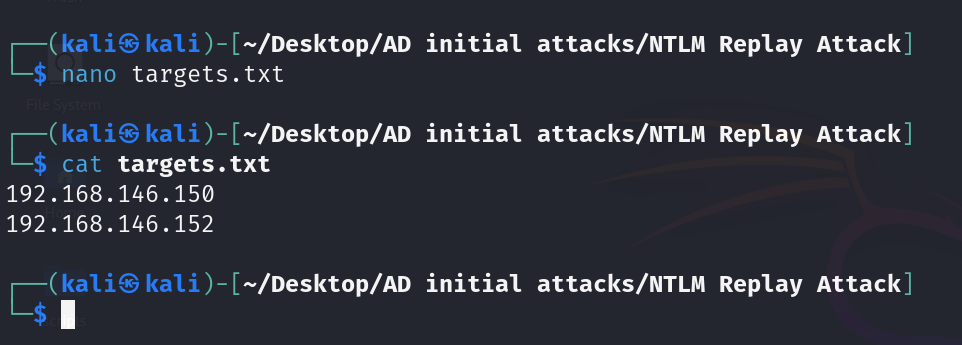 ┌──(kali㉿kali)-[~/Desktop/AD initial attacks/NTLM Replay Attack]
└─$ nano targets.txt
File System
┌──(kali㉿kali)-[~/Desktop/AD initial attacks/NTLM Replay Attack]
└─$ cat targets.txt
192.168.146.150
192.168.146.152
┌──(kali㉿kali)-[~/Desktop/AD initial attacks/NTLM Replay Attack]
└─$